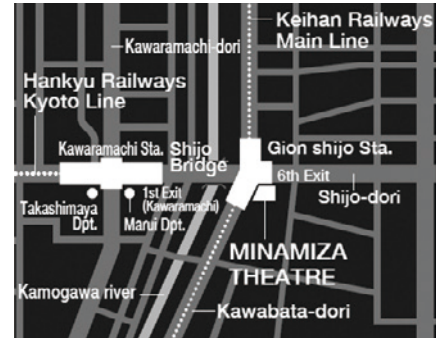 Keihan Railways
Main Line
Kawaramachi-dori
Hankyu Railways
Kyoto Line
Kawaramachi Sta.
Shijo
Bridge
Gion shijo Sta.
6th Exit
Shijo-dori
Takashimaya
Dpt.
1st Exit
(Kawaramachi)
Marui Dpt.
MINAMIZA
THEATRE
Kamogawa river
Kawabata-dori